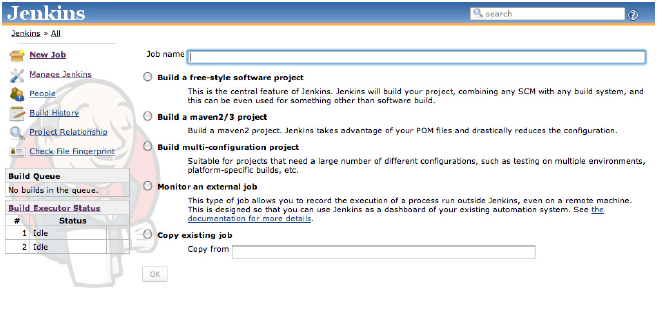 Jenkins
search
Jenkins » All
New Job
Manage Jenkins
People
Build History
Project Relationship
Check File Fingerprint
Build Queue
No builds in the queue.
Build Executor Status
# Status
1 Idle
2 Idle
Job name
Build a free-style software project
This is the central feature of Jenkins. Jenkins will build your project, combining any SCM with any build system, and
this can be even used for something other than software build.
Build a maven2/3 project
Build a maven2 project. Jenkins takes advantage of your POM files and drastically reduces the configuration.
Build multi-configuration project
Suitable for projects that need a large number of different configurations, such as testing on multiple environments,
platform-specific builds, etc.
Monitor an external job
This type of job allows you to record the execution of a process run outside Jenkins, even on a remote machine.
This is designed so that you can use Jenkins as a dashboard of your existing automation system. See the
documentation for more details.
Copy existing job
Copy from
OK